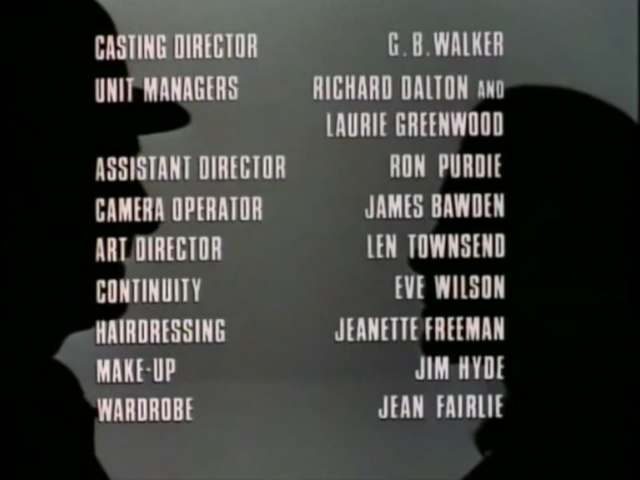 CASTING DIRECTOR G. B. WALKER
UNIT MANAGERS RICHARD DALTON AND
LAURIE GREENWOOD
ASSISTANT DIRECTOR RON PURDIE
CAMERA OPERATOR JAMES BAWDEN
ART DIRECTOR LEN TOWNSEND
CONTINUITY EVE WILSON
HAIRDRESSING JEANETTE FREEMAN
MAKE-UP JIM HYDE
WARDROBE JEAN FAIRLIE